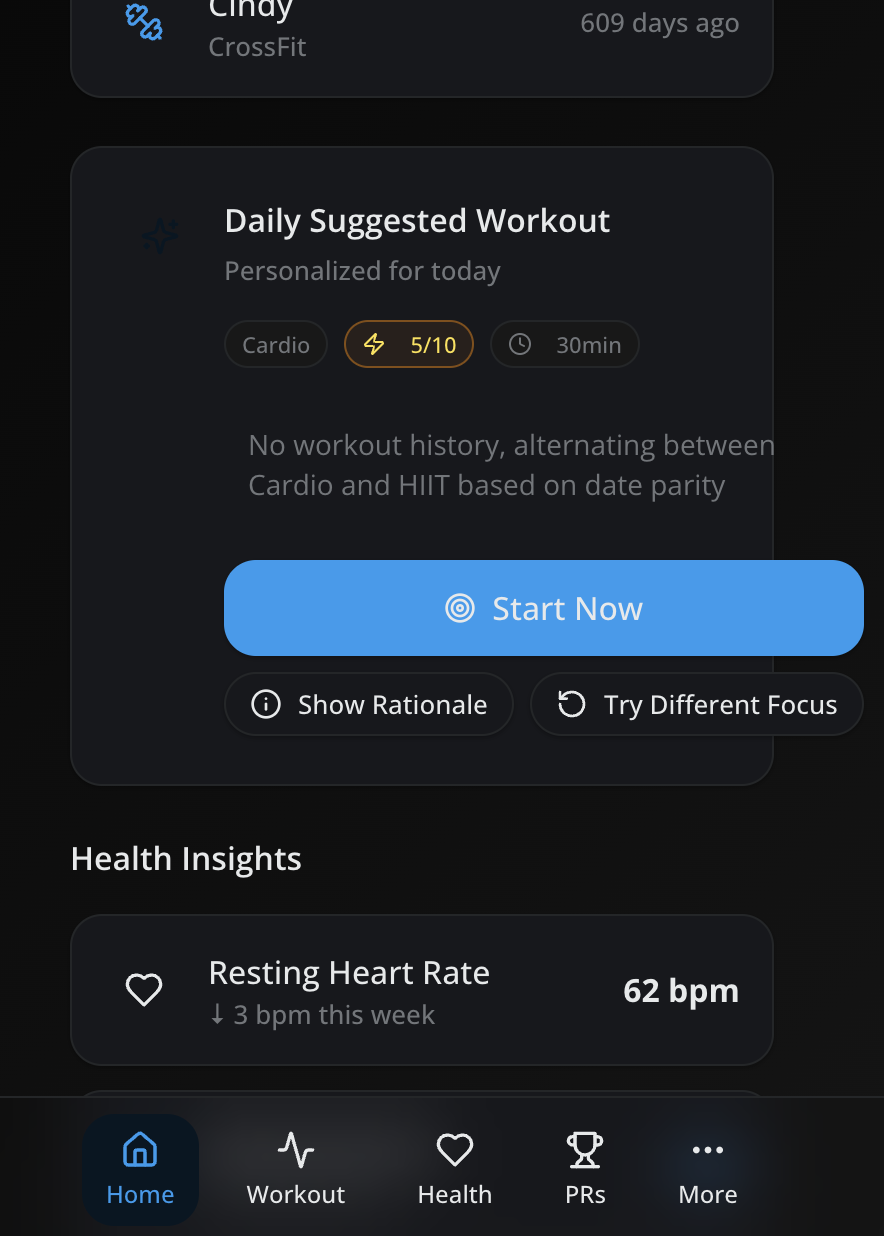 Cindy
CrossFit
609 days ago
Daily Suggested Workout
Personalized for today
Cardio
5/10
30min
No workout history, alternating between
Cardio and HIIT based on date parity
Start Now
Show Rationale
Try Different Focus
Health Insights
Resting Heart Rate
↓ 3 bpm this week
62 bpm
Home
Workout
Health
PRs
More